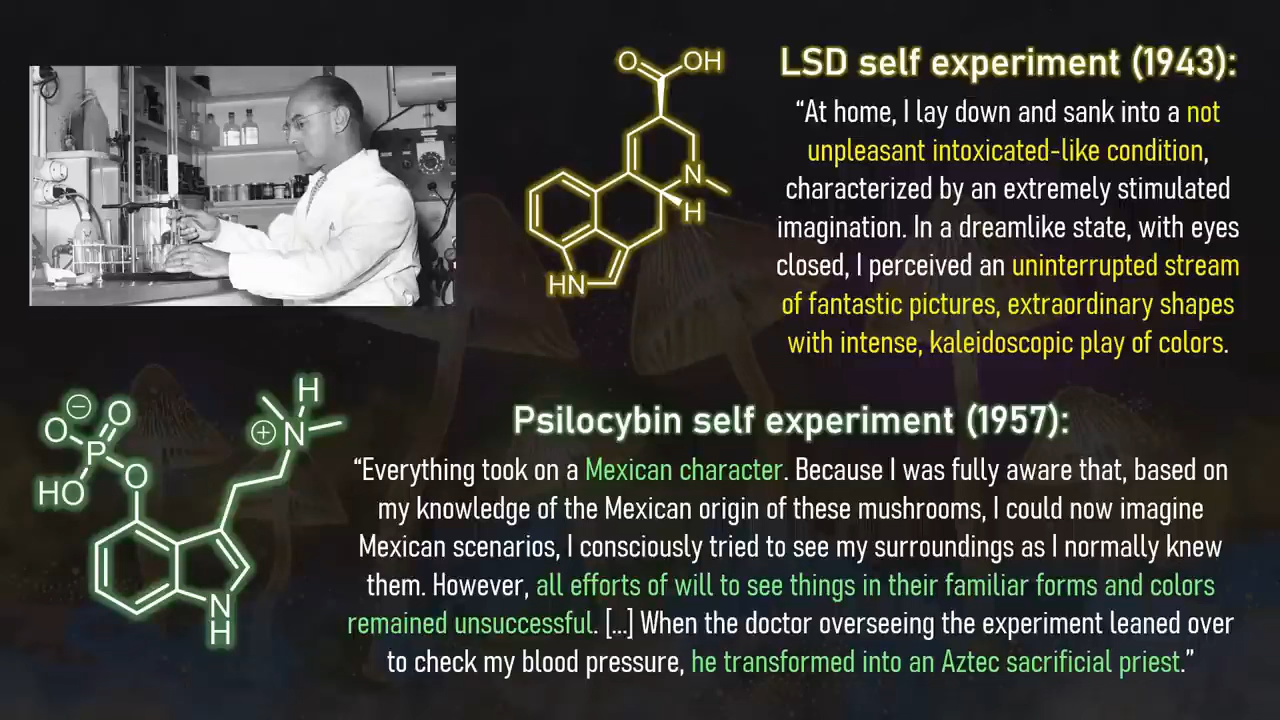 LSD self experiment (1943):
“At home, I lay down and sank into a not
unpleasant intoxicated-like condition,
characterized by an extremely stimulated
imagination. In a dreamlike state, with eyes
closed, I perceived an uninterrupted stream
of fantastic pictures, extraordinary shapes
with intense, kaleidoscopic play of colors.
O
OH
N
H
HN
Psilocybin self experiment (1957):
“Everything took on a Mexican character. Because I was fully aware that, based on
my knowledge of the Mexican origin of these mushrooms, I could now imagine
Mexican scenarios, I consciously tried to see my surroundings as I normally knew
them. However, all efforts of will to see things in their familiar forms and colors
remained unsuccessful. [...] When the doctor overseeing the experiment leaned over
to check my blood pressure, he transformed into an Aztec sacrificial priest.”
H
⊖
O
O
⊕
N
P
HO
O
N
H